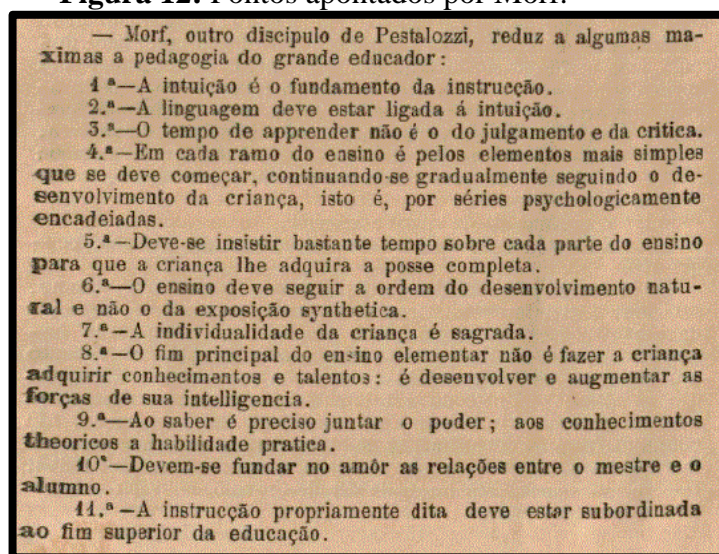 Figura 12: Pontos apontados por Morf.
— Morf, outro discipulo de Pestalozzi, reduz a algumas ma-
ximas a pedagogia do grande educador:
1ª—A intuição é o fundamento da instrucção.
2.ª—A linguagem deve estar ligada á intuição.
3.ª—O tempo de apprender não é o do julgamento e da critica.
4.ª—Em cada ramo do ensino é pelos elementos mais simples
que se deve começar, continuando-se gradualmente seguindo o de-
senvolvimento da criança, isto é, por séries psychologicamente
encadeiadas.
5.ª—Deve-se insistir bastante tempo sobre cada parte do ensino
para que a criança lhe adquira a posse completa.
6.ª—O ensino deve seguir a ordem do desenvolvimento natu-
ral e não o da exposição synthetica.
7.ª—A individualidade da criança é sagrada.
8.ª—O fim principal do ensino elementar não é fazer a criança
adquirir conhecimentos e talentos: é desenvolver e augmentar as
forças de sua intelligencia.
9.ª—Ao saber é preciso juntar o poder; aos conhecimentos
theoricos a habilidade pratica.
10ª—Devem-se fundar no amôr as relações entre o mestre e o
alumno.
11.ª—A instrucção propriamente dita deve estar subordinada
ao fim superior da educação.